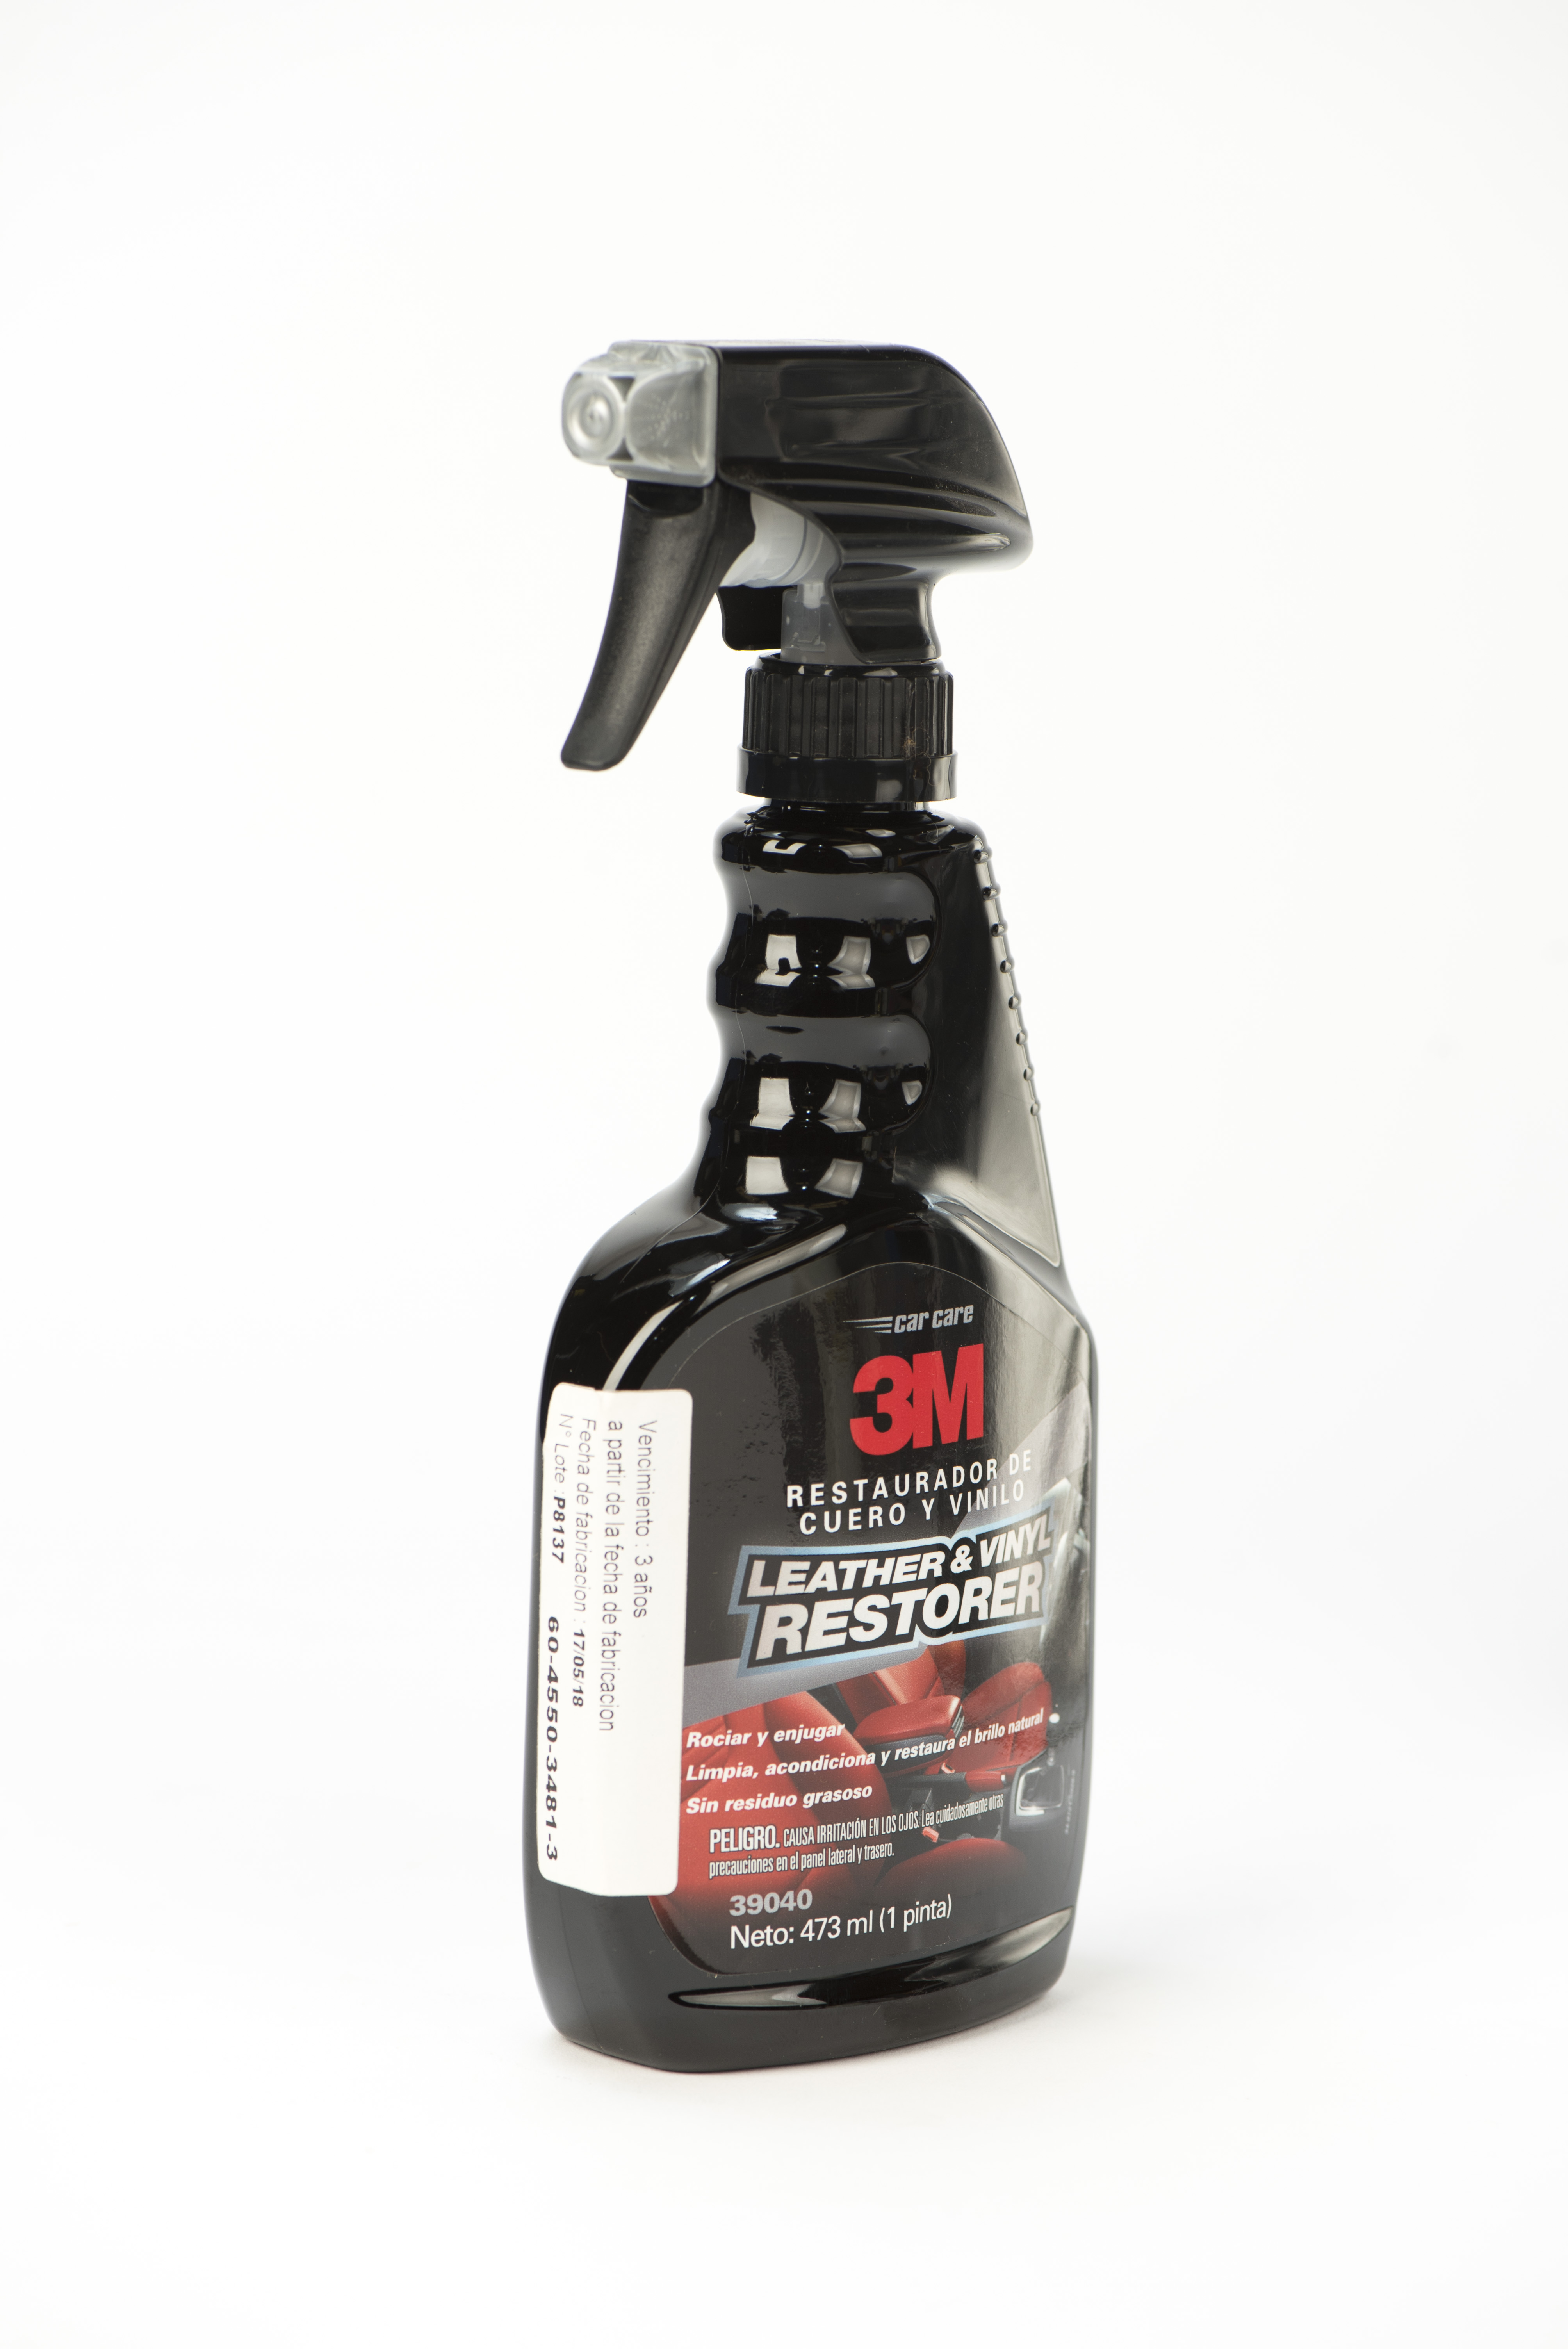 car care
3M
RESTAURADOR DE
CUERO Y VINILO
LEATHER & VINYL
RESTORER
Rociar y enjugar
Limpia, acondiciona y restaura el brillo natural
Sin residuo grasoso
PELIGRO. CAUSA IRRITACIÓN EN LOS OJOS. Lea cuidadosamente otras
precauciones en el panel lateral y trasero.
39040
Neto: 473 ml (1 pinta)
Vencimiento : 3 años
a partir de la fecha de fabricacion
Fecha de fabricacion : 17/05/18
N° Lote : P8137 60-4550-3481-3